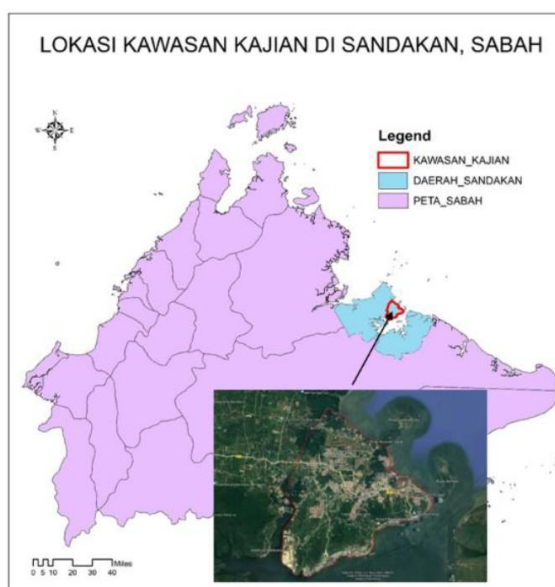 LOKASI KAWASAN KAJIAN DI SANDAKAN, SABAH
N
W
E
S
Legend
KAWASAN_KAJIAN
DAERAH_SANDAKAN
PETA_SABAH
0 5 10 20 30 40
Miles